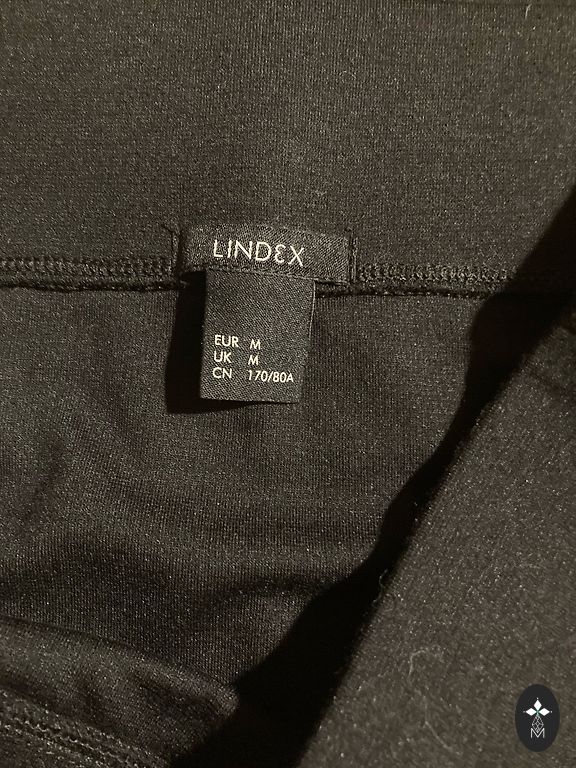 LINDEX
EUR M
UK M
CN 170/80A
M